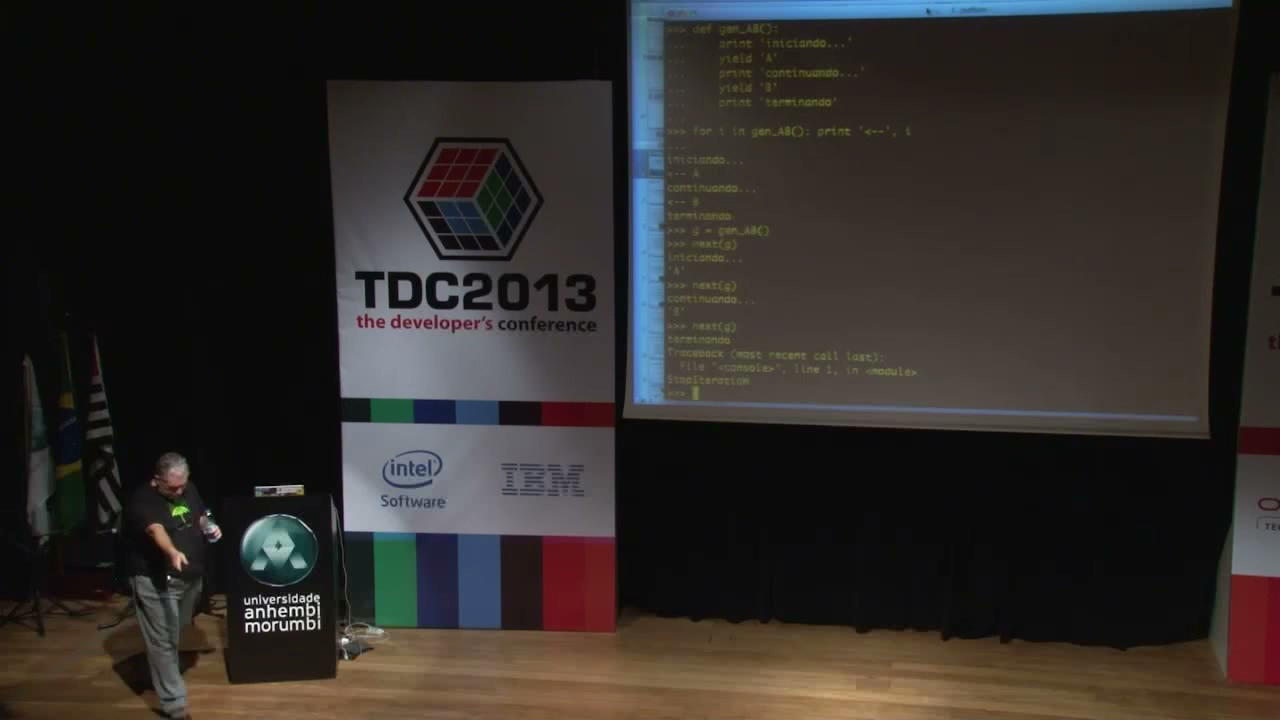 >>> def gen_AB():
...     print 'iniciando...'
...     yield 'A'
...     print 'continuando...'
...     yield 'B'
...     print 'terminando'
...
>>> for i in gen_AB(): print '<--', i
...
iniciando...
<-- A
continuando...
<-- B
terminando
>>> g = gen_AB()
>>> next(g)
iniciando...
'A'
>>> next(g)
continuando...
'B'
>>> next(g)
terminando
Traceback (most recent call last):
  File "<console>", line 1, in <module>
StopIteration
>>>
TDC2013
the developer's conference
intel
Software
IBM
universidade
anhembi
morumbi